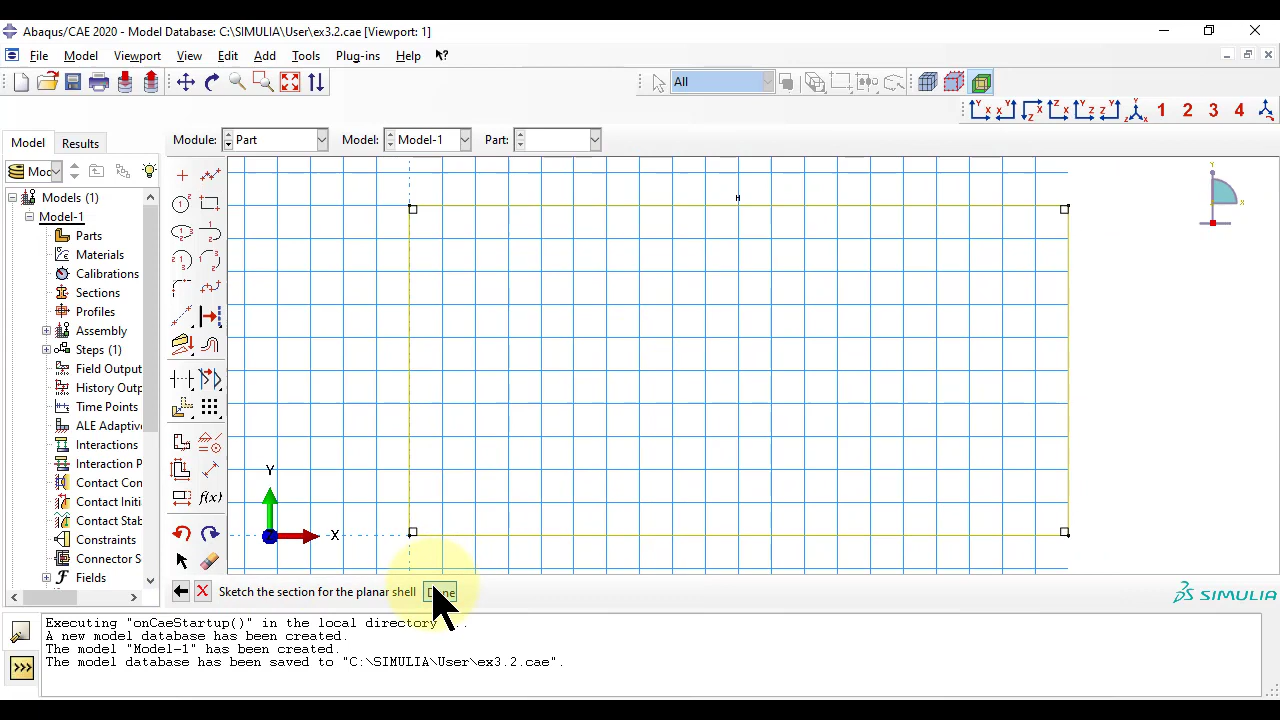 Abaqus/CAE 2020 - Model Database: C:\SIMULIA\User\ex3.2.cae [Viewport: 1]
File Model Viewport View Edit Add Tools Plug-ins Help
All
1 2 3 4
Model Results
Module: Part Model: Model-1 Part:
Mod
Models (1)
Model-1
Parts
Materials
Calibrations
Sections
Profiles
Assembly
Steps (1)
Field Output
History Outp
Time Points
ALE Adaptive
Interactions
Interaction P
Contact Con
Contact Initi
Contact Stab
Constraints
Connector S
Fields
f(x)
H
Y
X
Z
Y
X
Sketch the section for the planar shell Done
SIMULIA
Executing "onCaeStartup()" in the local directory ...
A new model database has been created.
The model "Model-1" has been created.
The model database has been saved to "C:\SIMULIA\User\ex3.2.cae".